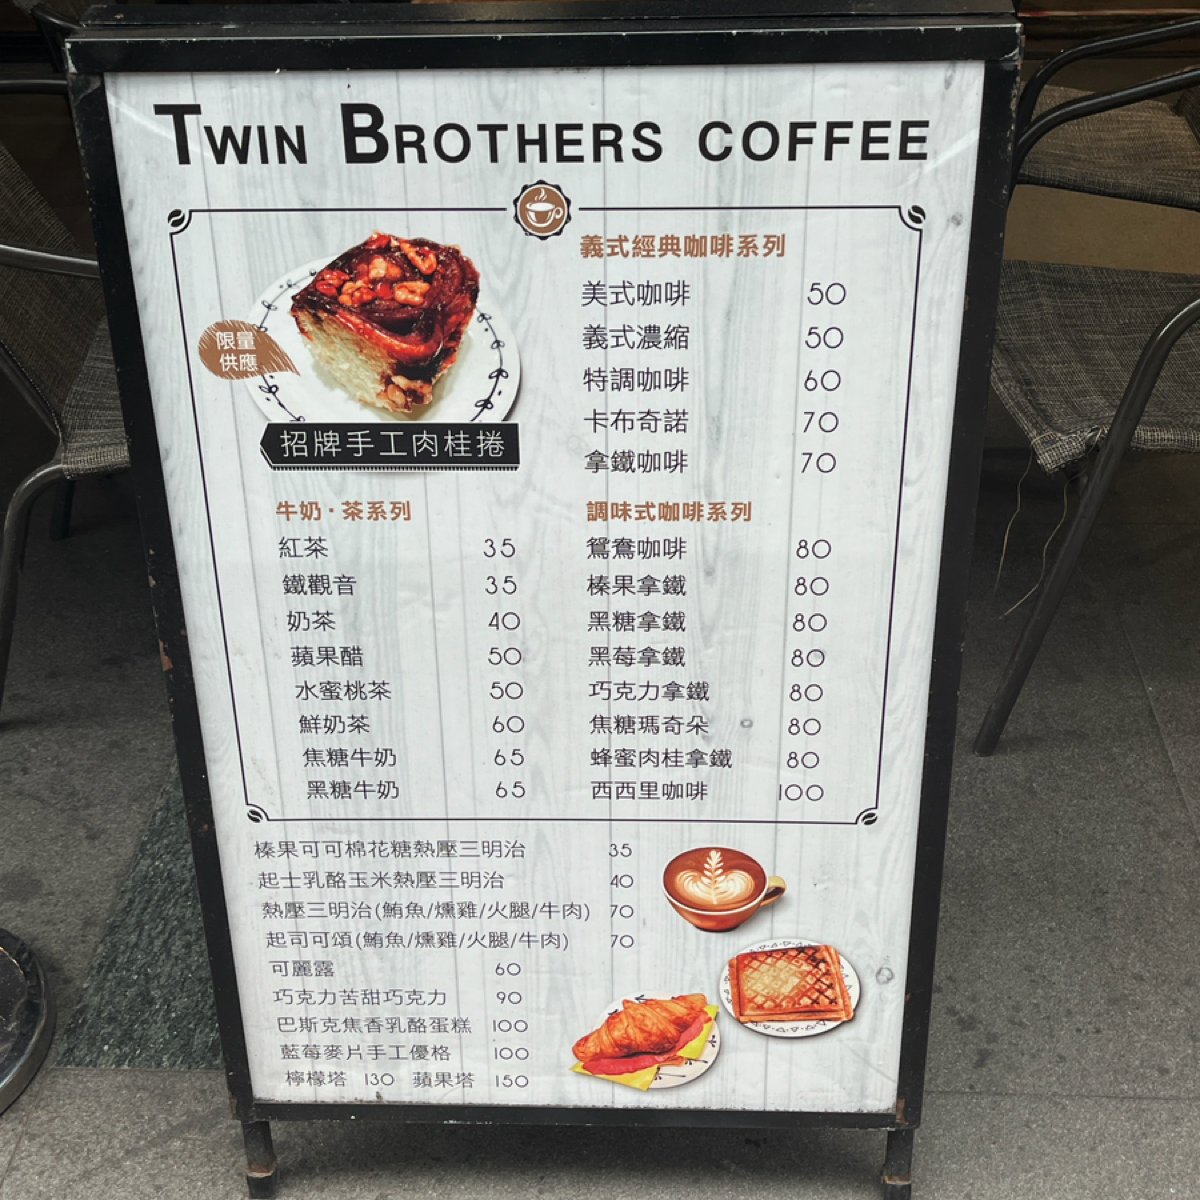 TWIN BROTHERS COFFEE
限量
供應
招牌手工肉桂捲
義式經典咖啡系列
美式咖啡 50
義式濃縮 50
特調咖啡 60
卡布奇諾 70
拿鐵咖啡 70
牛奶·茶系列
紅茶 35
鐵觀音 35
奶茶 40
蘋果醋 50
水蜜桃茶 50
鮮奶茶 60
焦糖牛奶 65
黑糖牛奶 65
調味式咖啡系列
鴛鴦咖啡 80
榛果拿鐵 80
黑糖拿鐵 80
黑莓拿鐵 80
巧克力拿鐵 80
焦糖瑪奇朵 80
蜂蜜肉桂拿鐵 80
西西里咖啡 100
榛果可可棉花糖熱壓三明治 35
起士乳酪玉米熱壓三明治 40
熱壓三明治(鮪魚/燻雞/火腿/牛肉) 70
起司可頌(鮪魚/燻雞/火腿/牛肉) 70
可麗露 60
巧克力苦甜巧克力 90
巴斯克焦香乳酪蛋糕 100
藍莓麥片手工優格 100
檸檬塔 130 蘋果塔 150